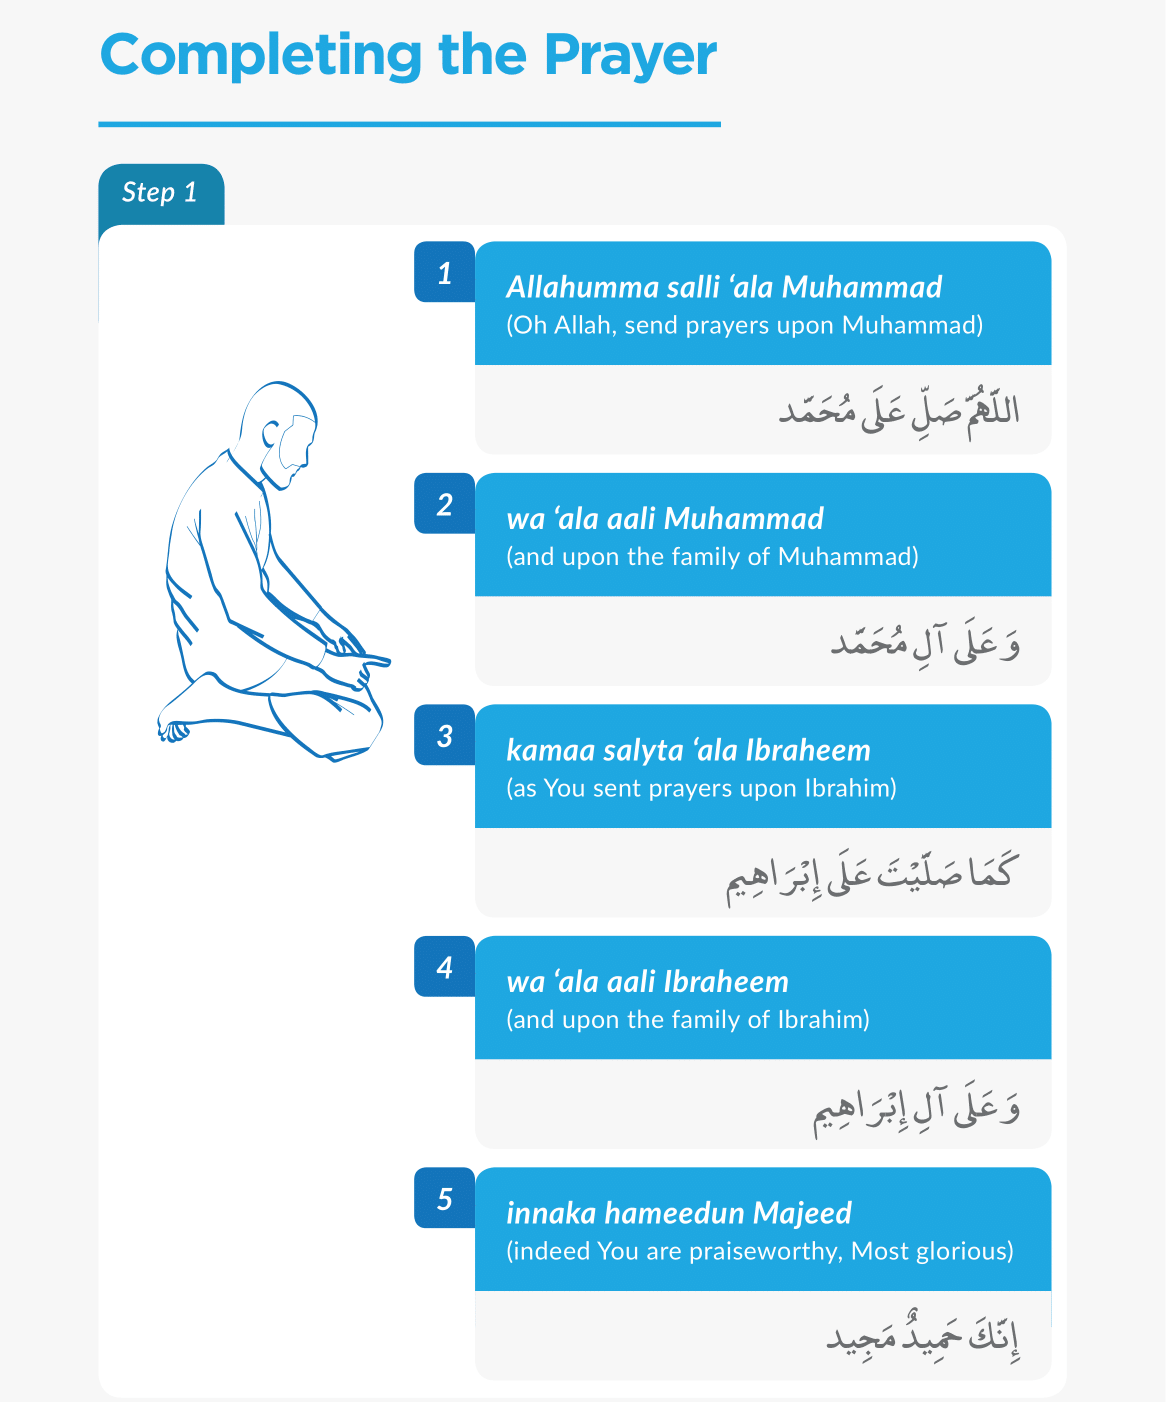 Completing the Prayer
Step 1
1
Allahumma salli ‘ala Muhammad
(Oh Allah, send prayers upon Muhammad)
اللَّهُمَّ صَلِّ عَلَى مُحَمَّد
2
wa ‘ala aali Muhammad
(and upon the family of Muhammad)
وَ عَلَى آلِ مُحَمَّد
3
kamaa salyta ‘ala Ibraheem
(as You sent prayers upon Ibrahim)
كَمَا صَلَّيْتَ عَلَى إِبْرَاهِيم
4
wa ‘ala aali Ibraheem
(and upon the family of Ibrahim)
وَ عَلَى آلِ إِبْرَاهِيم
5
innaka hameedun Majeed
(indeed You are praiseworthy, Most glorious)
إِنَّكَ حَمِيدٌ مَجِيد